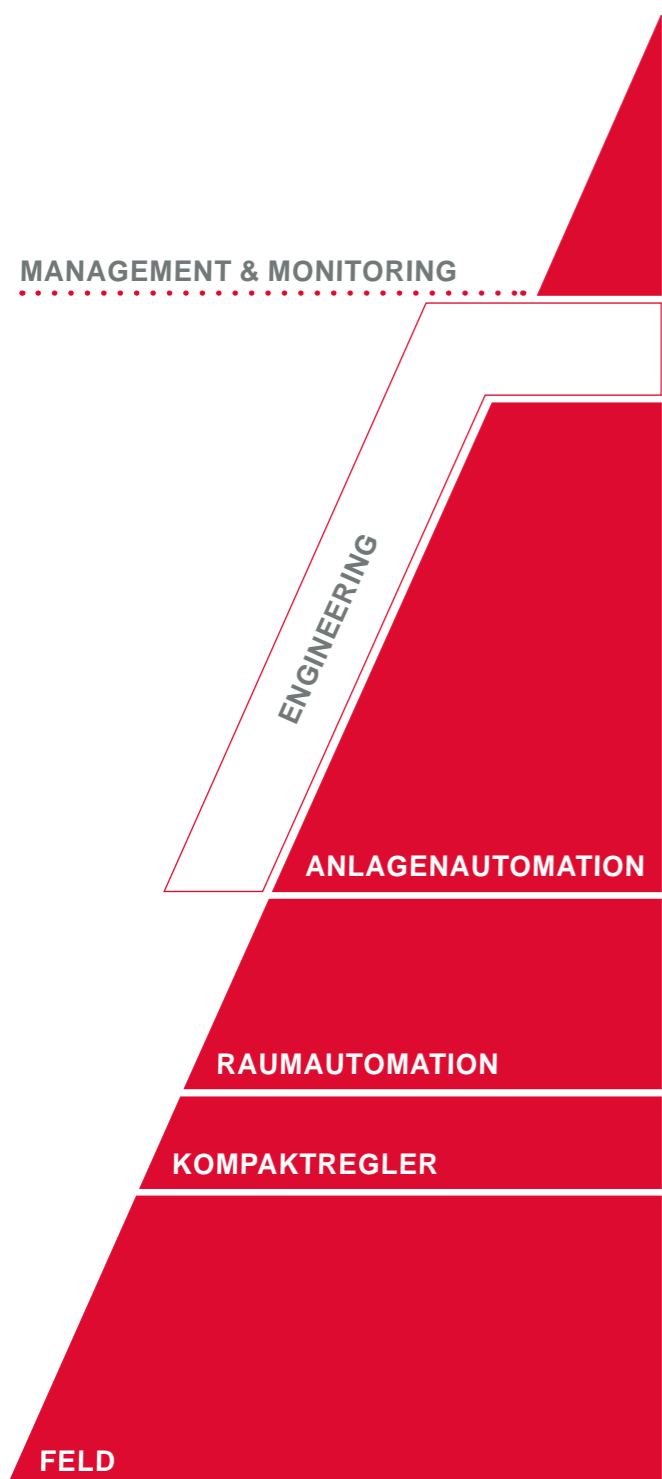 MANAGEMENT & MONITORING
ENGINEERING
ANLAGENAUTOMATION
RAUMAUTOMATION
KOMPAKTREGLER
FELD